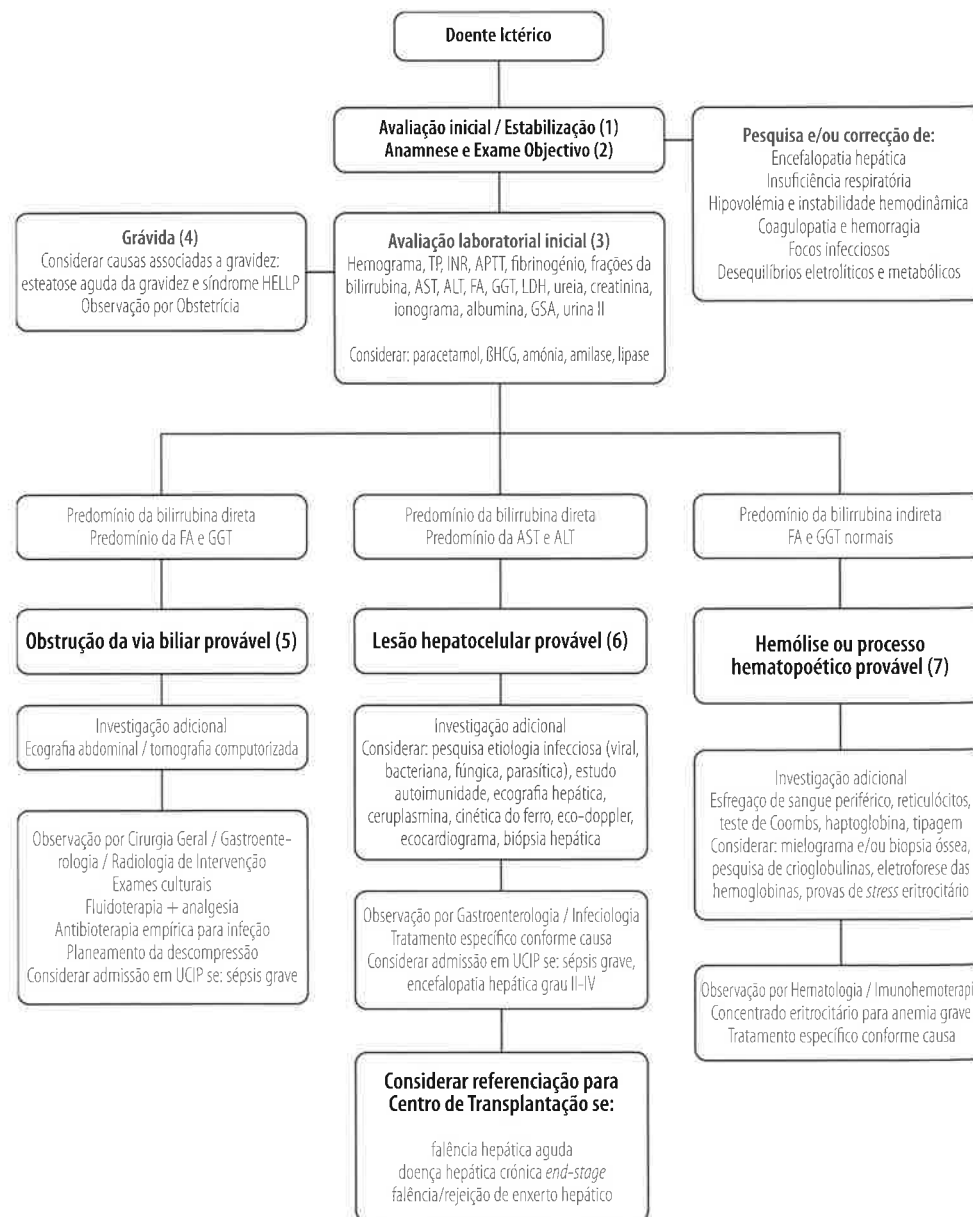 Doente Ictérico
Avaliação inicial / Estabilização (1)
Anamnese e Exame Objectivo (2)
Pesquisa e/ou correcção de:
Encefalopatia hepática
Insuficiência respiratória
Hipovolémia e instabilidade hemodinâmica
Coagulopatia e hemorragia
Focos infecciosos
Desequilíbrios eletrolíticos e metabólicos
Grávida (4)
Considerar causas associadas a gravidez:
esteatose aguda da gravidez e síndrome HELLP
Observação por Obstetrícia
Avaliação laboratorial inicial (3)
Hemograma, TP, INR, APTT, fibrinogénio, frações da
bilirrubina, AST, ALT, FA, GGT, LDH, ureia, creatinina,
ionograma, albumina, GSA, urina II
Considerar: paracetamol, ßHCG, amónia, amilase, lipase
Predomínio da bilirrubina direta
Predomínio da FA e GGT
Predomínio da bilirrubina direta
Predomínio da AST e ALT
Predomínio da bilirrubina indireta
FA e GGT normais
Obstrução da via biliar provável (5)
Lesão hepatocelular provável (6)
Hemólise ou processo
hematopoético provável (7)
Investigação adicional
Ecografia abdominal / tomografia computorizada
Investigação adicional
Considerar: pesquisa etiologia infecciosa (viral,
bacteriana, fúngica, parasítica), estudo
autoimunidade, ecografia hepática,
ceruplasmina, cinética do ferro, eco-doppler,
ecocardiograma, biópsia hepática
Investigação adicional
Esfregaço de sangue periférico, reticulócitos,
teste de Coombs, haptoglobina, tipagem
Considerar: mielograma e/ou biopsia óssea,
pesquisa de crioglobulinas, eletroforese das
hemoglobinas, provas de stress eritrocitário
Observação por Cirurgia Geral / Gastroente-
rologia / Radiologia de Intervenção
Exames culturais
Fluidoterapia + analgesia
Antibioterapia empírica para infeção
Planeamento da descompressão
Considerar admissão em UCIP se: sépsis grave
Observação por Gastroenterologia / Infeciologia
Tratamento específico conforme causa
Considerar admissão em UCIP se: sépsis grave,
encefalopatia hepática grau II-IV
Observação por Hematologia / Imunohemoterapi
Concentrado eritrocitário para anemia grave
Tratamento específico conforme causa
Considerar referenciação para
Centro de Transplantação se:
falência hepática aguda
doença hepática crónica end-stage
falência/rejeição de enxerto hepático